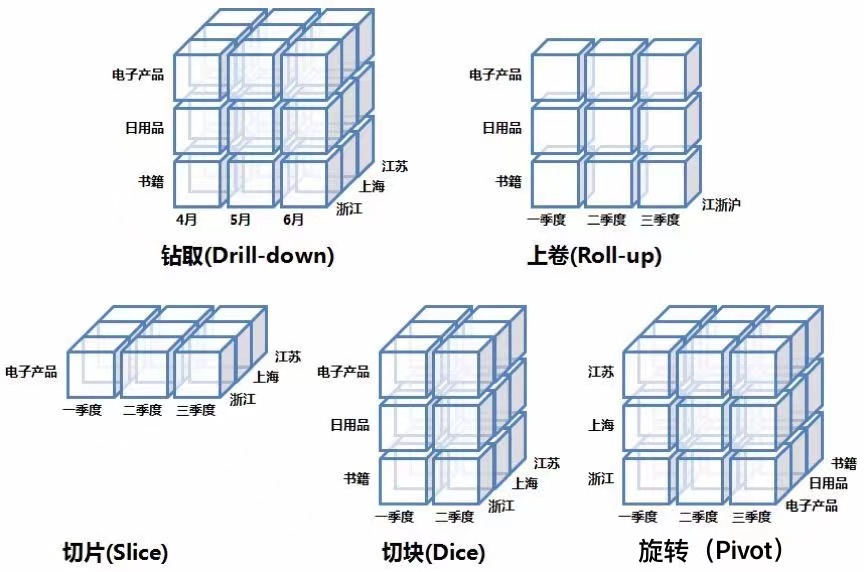 电子产品
日用品
书籍
4月 5月 6月
浙江
上海
江苏
钻取(Drill-down)
电子产品
日用品
书籍
一季度 二季度 三季度
江浙沪
上卷(Roll-up)
电子产品
一季度 二季度 三季度
浙江
上海
江苏
切片(Slice)
电子产品
日用品
书籍
一季度 二季度
浙江
上海
江苏
切块(Dice)
江苏
上海
浙江
一季度 二季度 三季度
电子产品
日用品
书籍
旋转（Pivot）